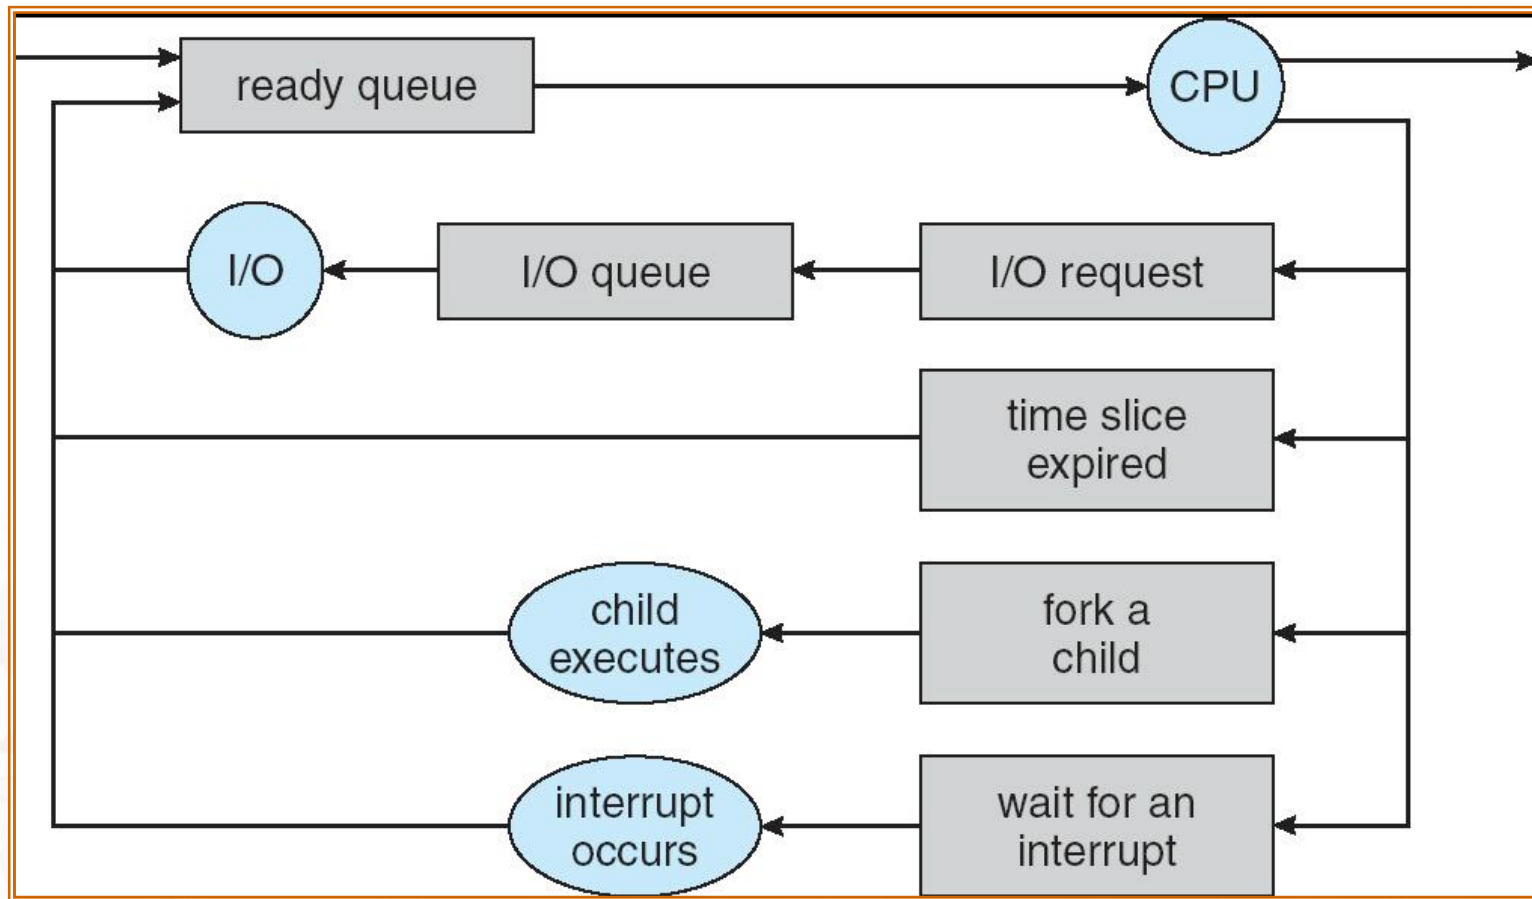 ready queue
CPU
I/O
I/O queue
I/O request
time slice
expired
child
executes
fork a
child
interrupt
occurs
wait for an
interrupt